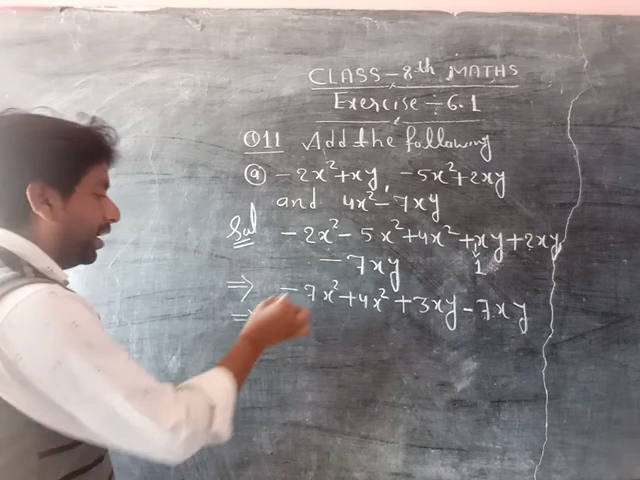 CLASS - 8th MATHS
Exercise ÷ 6.1
Q11 Add the following
(a) - 2x² + xy, - 5x² + 2xy
and 4x² - 7xy
Sol - 2x² - 5x² + 4x² + xy + 2xy
- 7xy 1
⇒ - 7x² + 4x² + 3xy - 7xy
⇒